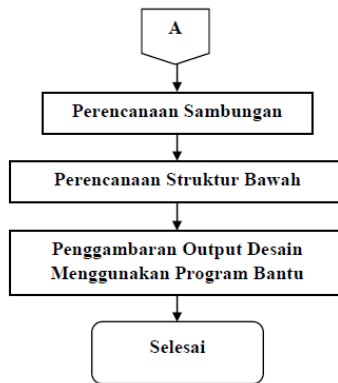 A
Perencanaan Sambungan
Perencanaan Struktur Bawah
Penggambaran Output Desain
Menggunakan Program Bantu
Selesai